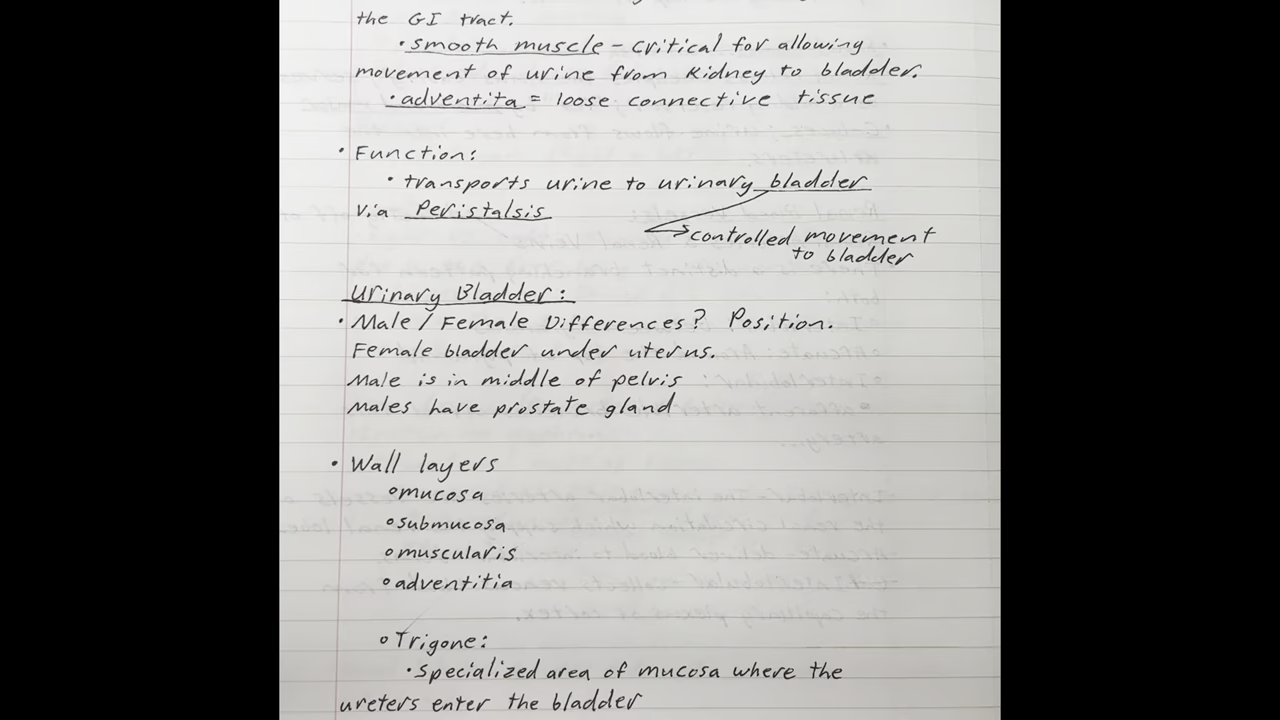 the GI tract.
• smooth muscle - critical for allowing
movement of urine from kidney to bladder.
• adventita = loose connective tissue
• Function:
• transports urine to urinary bladder
via Peristalsis
controlled movement
to bladder
Urinary Bladder:
• Male / Female Differences? Position.
Female bladder under uterus.
Male is in middle of pelvis
Males have prostate gland
• Wall layers
° mucosa
° submucosa
° muscularis
° adventitia
° Trigone:
• specialized area of mucosa where the
ureters enter the bladder